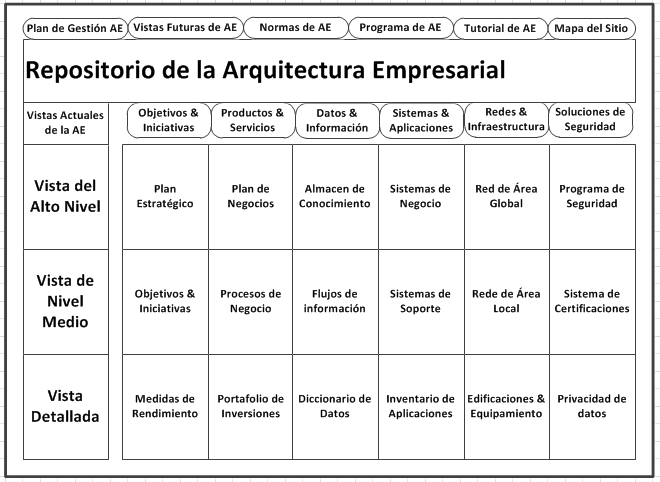 Plan de Gestión AE
Vistas Futuras de AE
Normas de AE
Programa de AE
Tutorial de AE
Mapa del Sitio
Repositorio de la Arquitectura Empresarial
Vistas Actuales
de la AE
Objetivos &
Iniciativas
Productos &
Servicios
Datos &
Información
Sistemas &
Aplicaciones
Redes &
Infraestructura
Soluciones de
Seguridad
Vista del
Alto Nivel
Plan
Estratégico
Plan de
Negocios
Almacen de
Conocimiento
Sistemas de
Negocio
Red de Área
Global
Programa de
Seguridad
Vista de
Nivel
Medio
Objetivos &
Iniciativas
Procesos de
Negocio
Flujos de
información
Sistemas de
Soporte
Rede de Área
Local
Sistema de
Certificaciones
Vista
Detallada
Medidas de
Rendimiento
Portafolio de
Inversiones
Diccionario de
Datos
Inventario de
Aplicaciones
Edificaciones &
Equipamiento
Privacidad de
datos